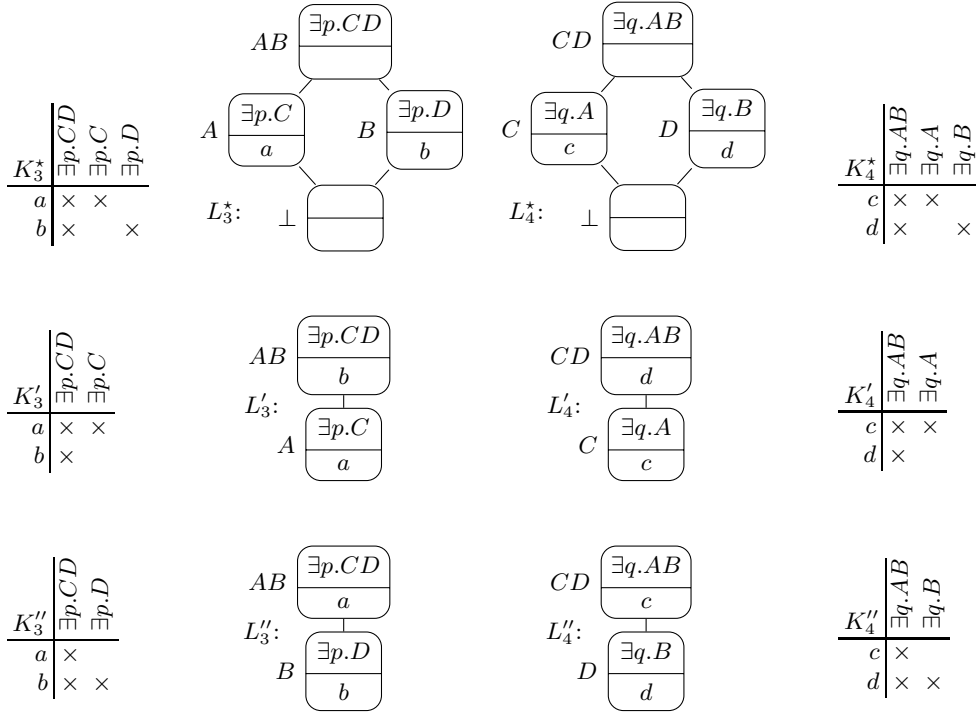 ∃p.CD ∃p.C ∃p.D
K₃*
a × ×
b × ×
AB ∃p.CD
A ∃p.C a
B ∃p.D b
L₃*: ⊥
CD ∃q.AB
C ∃q.A c
D ∃q.B d
L₄*: ⊥
∃q.AB ∃q.A ∃q.B
K₄*
c × ×
d × ×
∃p.CD ∃p.C
K₃′
a × ×
b ×
AB ∃p.CD b
L₃′:
A ∃p.C a
CD ∃q.AB d
L₄′:
C ∃q.A c
∃q.AB ∃q.A
K₄′
c × ×
d ×
∃p.CD ∃p.D
K₃″
a ×
b × ×
AB ∃p.CD a
L₃″:
B ∃p.D b
CD ∃q.AB c
L₄″:
D ∃q.B d
∃q.AB ∃q.B
K₄″
c ×
d × ×